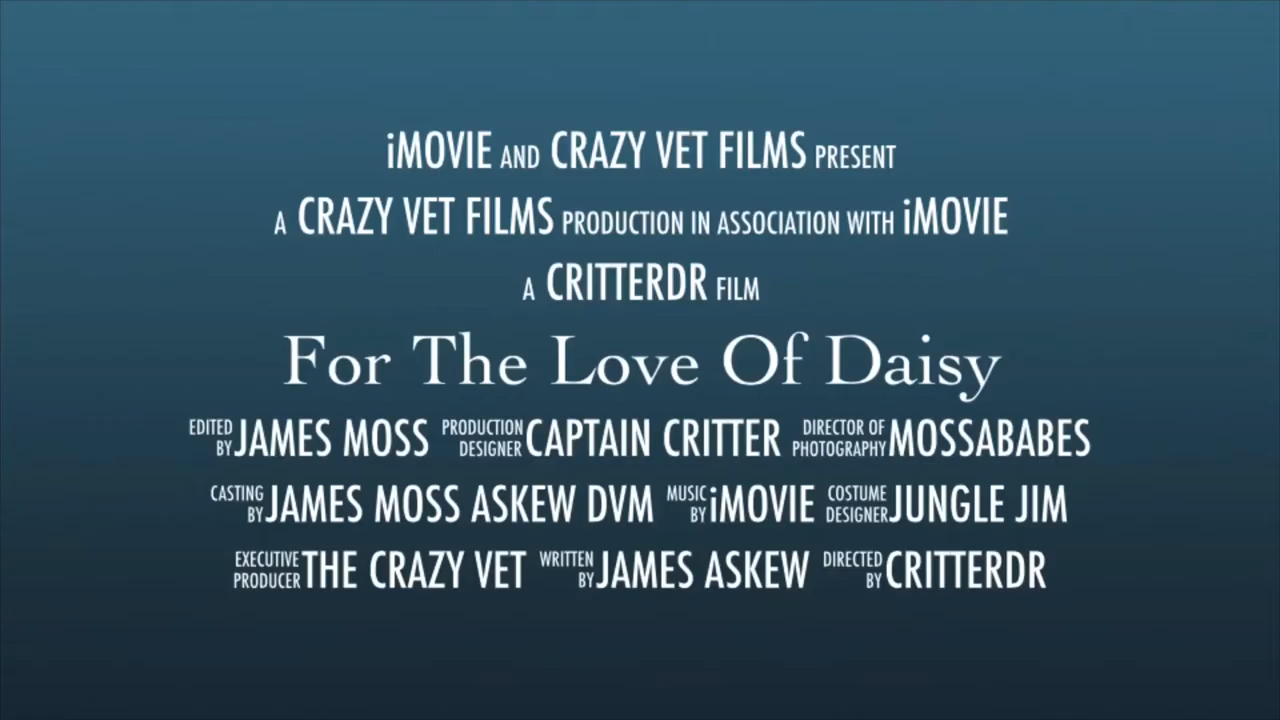 iMOVIE AND CRAZY VET FILMS PRESENT
A CRAZY VET FILMS PRODUCTION IN ASSOCIATION WITH iMOVIE
A CRITTERDR FILM
For The Love Of Daisy
EDITED BY JAMES MOSS PRODUCTION DESIGNER CAPTAIN CRITTER DIRECTOR OF PHOTOGRAPHY MOSSABABES
CASTING BY JAMES MOSS ASKEW DVM MUSIC BY iMOVIE COSTUME DESIGNER JUNGLE JIM
EXECUTIVE PRODUCER THE CRAZY VET WRITTEN BY JAMES ASKEW DIRECTED BY CRITTERDR